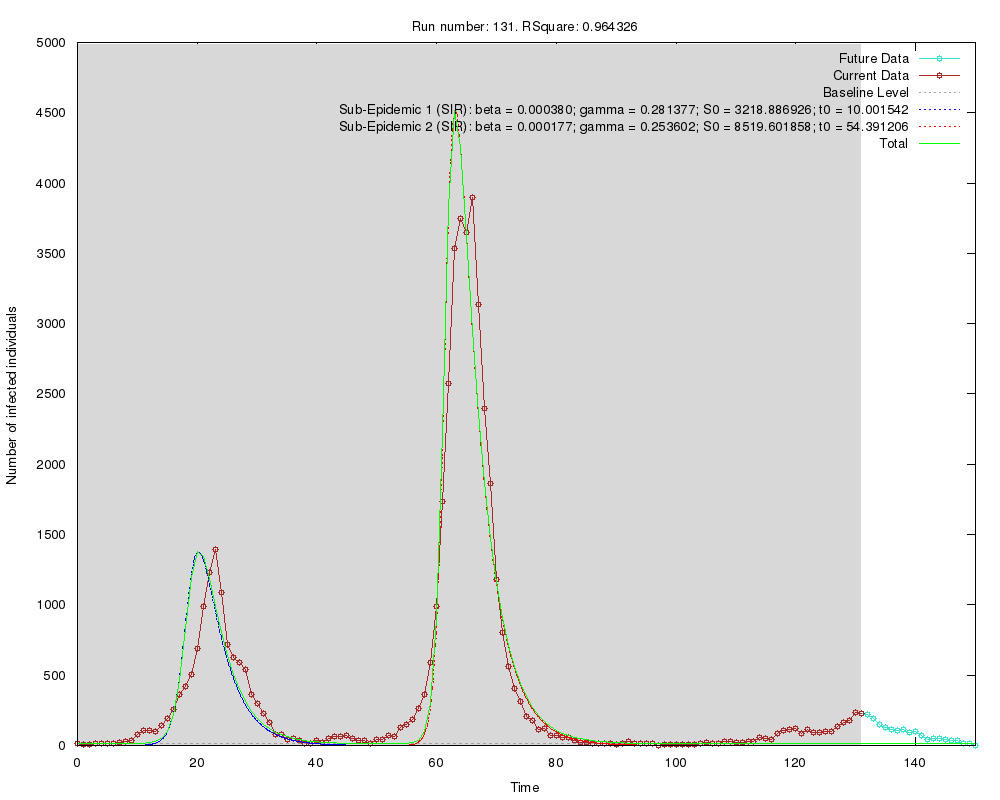 Run number: 131. RSquare: 0.964326
Future Data
Current Data
Baseline Level
Sub-Epidemic 1 (SIR): beta = 0.000380; gamma = 0.281377; S0 = 3218.886926; t0 = 10.001542
Sub-Epidemic 2 (SIR): beta = 0.000177; gamma = 0.253602; S0 = 8519.601858; t0 = 54.391206
Total
Number of infected individuals
5000
4500
4000
3500
3000
2500
2000
1500
1000
500
0
0 20 40 60 80 100 120 140
Time